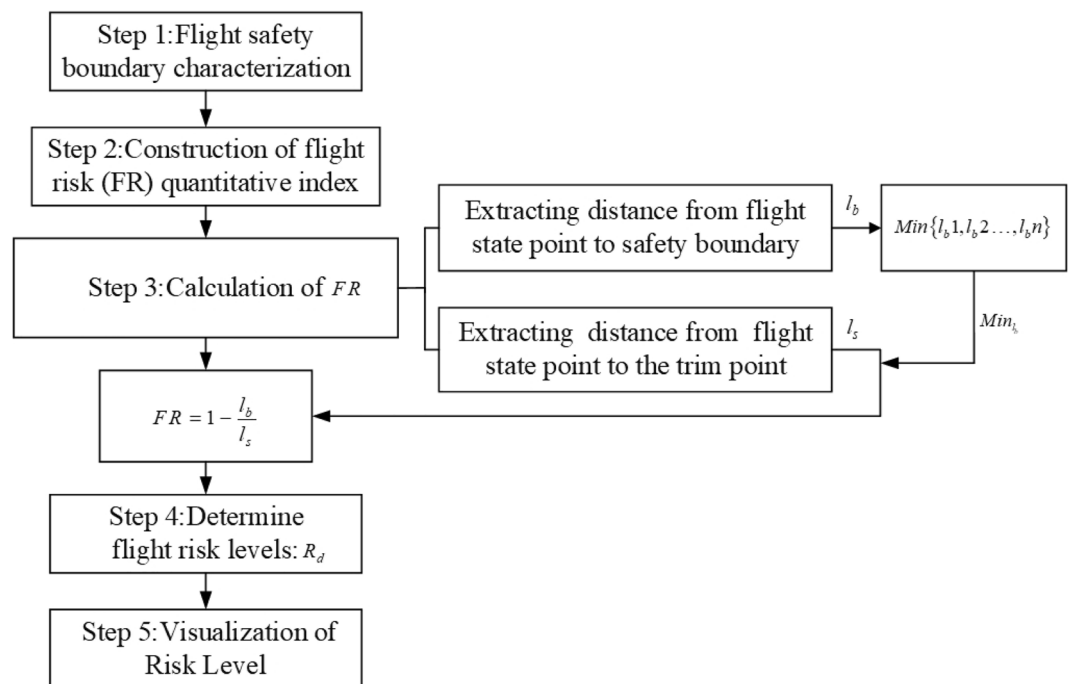 Step 1:Flight safety
boundary characterization
Step 2:Construction of flight
risk (FR) quantitative index
Step 3:Calculation of FR
Extracting distance from flight
state point to safety boundary
l_b
Min{l_b1,l_b2...,l_bn}
Extracting distance from flight
state point to the trim point
l_s
Min_{l_b}
FR = 1 - \frac{l_b}{l_s}
Step 4:Determine
flight risk levels: R_d
Step 5:Visualization of
Risk Level